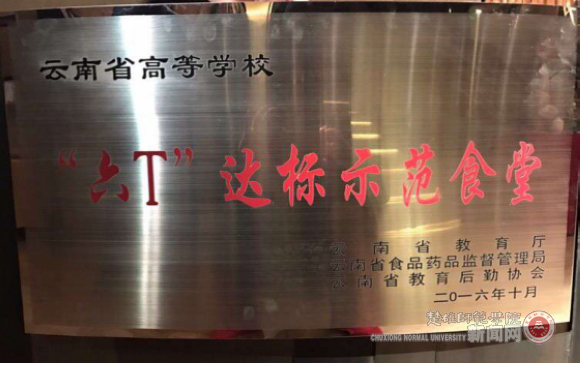 云南省高等学校
“六T”达标示范食堂
云南省教育厅
云南省食品药品监督管理局
云南省教育后勤协会
二O一六年十月
楚雄师范学院
CHUXIONG NORMAL UNIVERSITY 新闻网